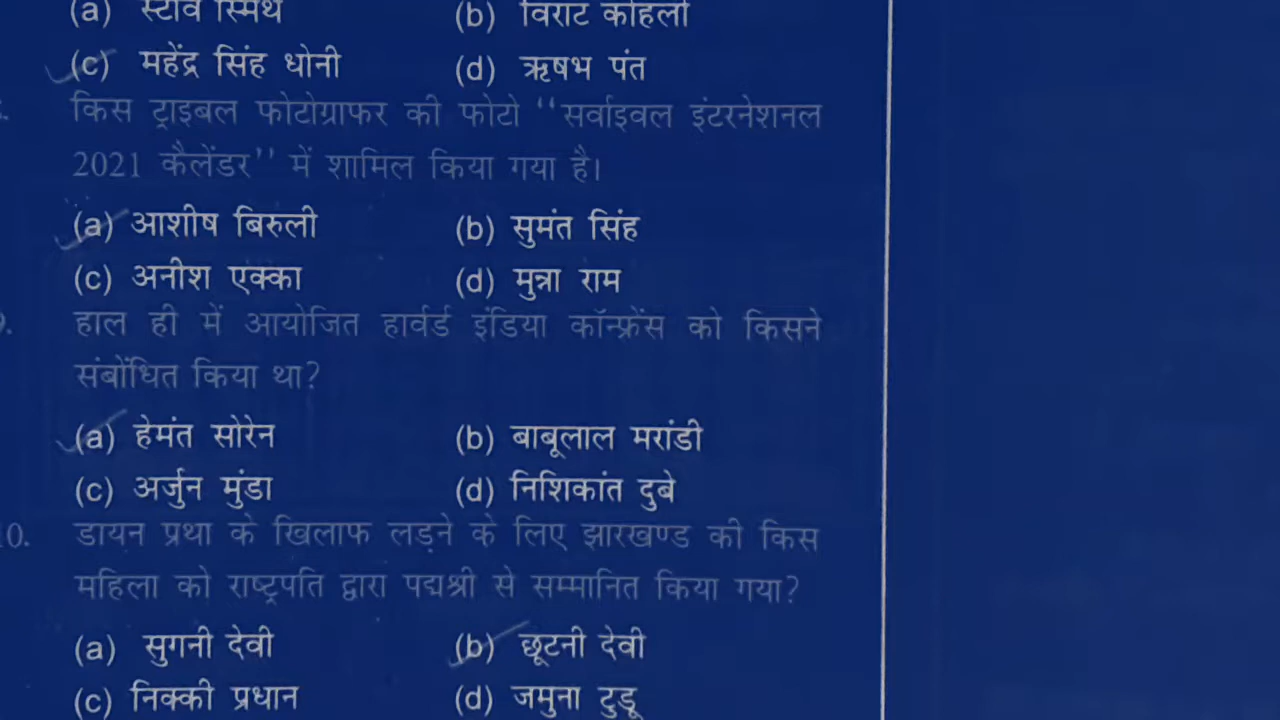 (a) स्टीव स्मिथ (b) विराट कोहली
(c) महेंद्र सिंह धोनी (d) ऋषभ पंत
किस ट्राइबल फोटोग्राफर की फोटो ‘‘सर्वाइवल इंटरनेशनल
2021 कैलेंडर’’ में शामिल किया गया है।
(a) आशीष बिरुली (b) सुमंत सिंह
(c) अनीश एक्का (d) मुन्ना राम
9. हाल ही में आयोजित हार्वर्ड इंडिया कॉन्फ्रेंस को किसने
संबोंधित किया था?
(a) हेमंत सोरेन (b) बाबूलाल मरांडी
(c) अर्जुन मुंडा (d) निशिकांत दुबे
10. डायन प्रथा के खिलाफ लड़ने के लिए झारखण्ड की किस
महिला को राष्ट्रपति द्वारा पद्मश्री से सम्मानित किया गया?
(a) सुगनी देवी (b) छूटनी देवी
(c) निक्की प्रधान (d) जमुना टुडू